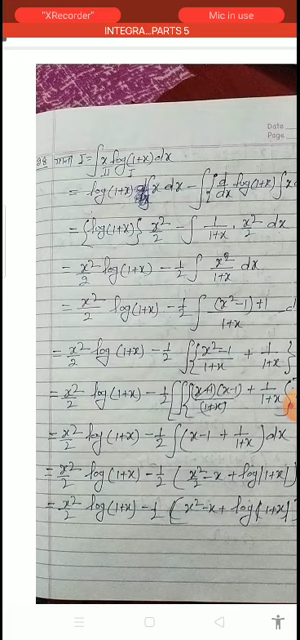 "XRecorder"
Mic in use
INTEGRA...PARTS 5
Date
Page
I = ∫ x log(1+x) dx
II I
= log(1+x) ∫ x dx - ∫ { d/dx log(1+x) ∫ x
= {log(1+x)} x²/2 - ∫ 1/1+x · x²/2 dx
= x²/2 log(1+x) - 1/2 ∫ x²/1+x dx
= x²/2 log(1+x) - 1/2 ∫ (x²-1)+1/1+x d
= x²/2 log(1+x) - 1/2 ∫ { x²-1/1+x + 1/1+x }
= x²/2 log(1+x) - 1/2 ∫ { (x+1)(x-1)/(1+x) + 1/1+x
= x²/2 log(1+x) - 1/2 ∫ (x-1 + 1/1+x) dx
= x²/2 log(1+x) - 1/2 ( x²/2 - x + log|1+x|
= x²/2 log(1+x) - 1/2 ( x²-x + log|1+x|